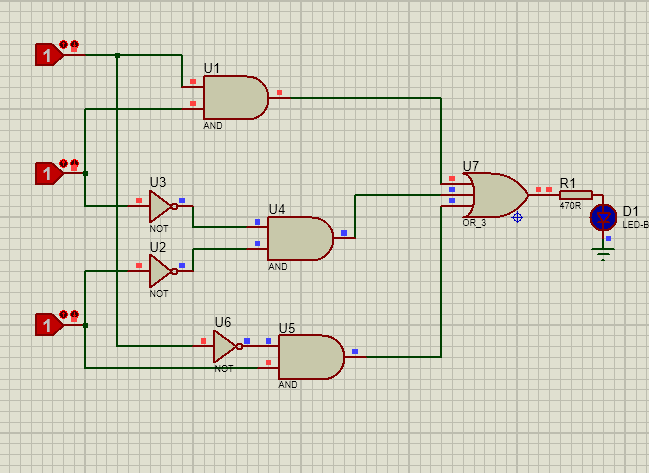 1
U1
AND
1
U3
NOT
U4
AND
U2
NOT
U7
OR_3
R1
470R
D1
LED-B
1
U6
NOT
U5
AND